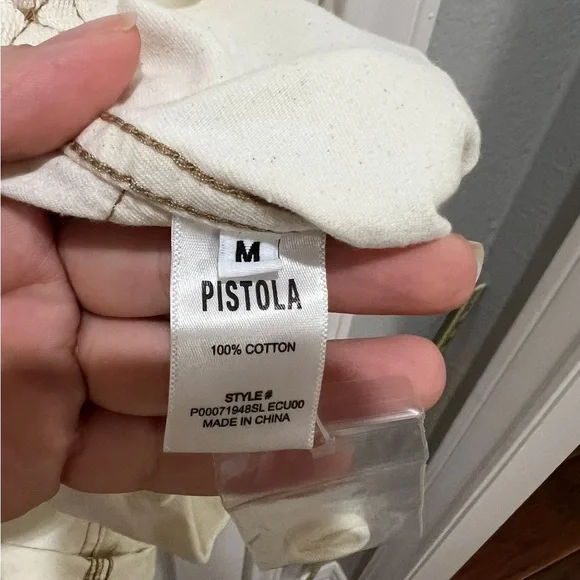 M
PISTOLA
100% COTTON
STYLE#
P00071948SL ECU00
MADE IN CHINA